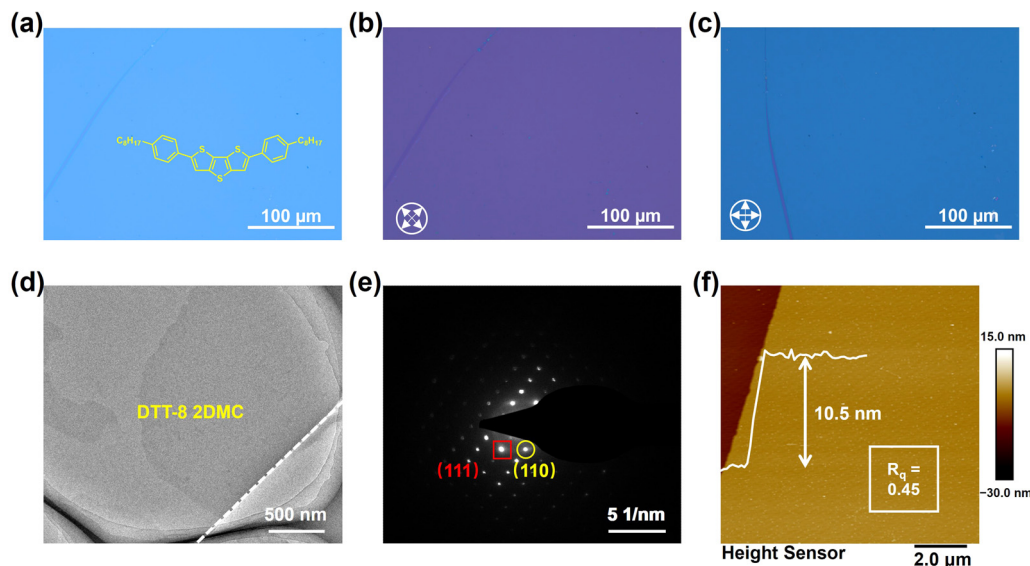 (a)
C₈H₁₇
S
S
S
C₈H₁₇
100 μm
(b)
100 μm
(c)
100 μm
(d)
DTT-8 2DMC
500 nm
(e)
(111)
(110)
5 1/nm
(f)
15.0 nm
10.5 nm
R_q =
0.45
−30.0 nm
Height Sensor
2.0 μm